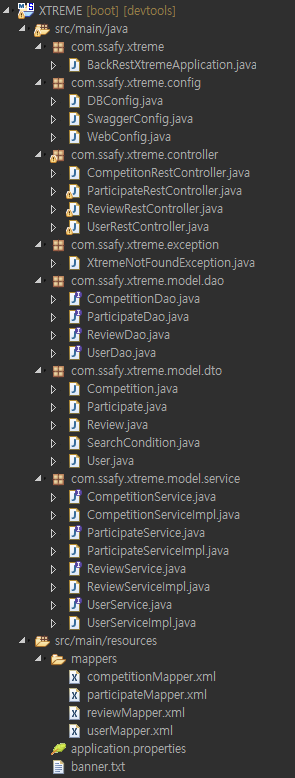 XTREME [boot] [devtools]
src/main/java
com.ssafy.xtreme
BackRestXtremeApplication.java
com.ssafy.xtreme.config
DBConfig.java
SwaggerConfig.java
WebConfig.java
com.ssafy.xtreme.controller
CompetitonRestController.java
ParticipateRestController.java
ReviewRestController.java
UserRestController.java
com.ssafy.xtreme.exception
XtremeNotFoundException.java
com.ssafy.xtreme.model.dao
CompetitionDao.java
ParticipateDao.java
ReviewDao.java
UserDao.java
com.ssafy.xtreme.model.dto
Competition.java
Participate.java
Review.java
SearchCondition.java
User.java
com.ssafy.xtreme.model.service
CompetitionService.java
CompetitionServiceImpl.java
ParticipateService.java
ParticipateServiceImpl.java
ReviewService.java
ReviewServiceImpl.java
UserService.java
UserServiceImpl.java
src/main/resources
mappers
competitionMapper.xml
participateMapper.xml
reviewMapper.xml
userMapper.xml
application.properties
banner.txt